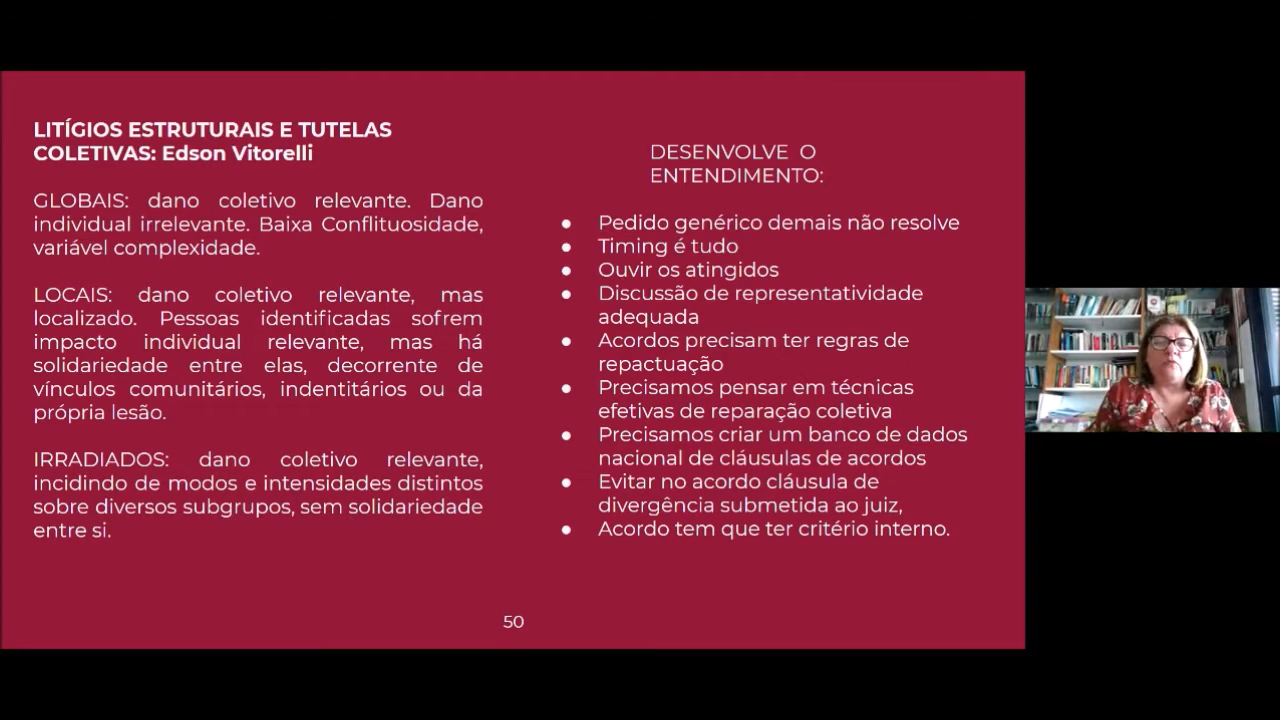 LITÍGIOS ESTRUTURAIS E TUTELAS
COLETIVAS: Edson Vitorelli
GLOBAIS: dano coletivo relevante. Dano
individual irrelevante. Baixa Conflituosidade,
variável complexidade.
LOCAIS: dano coletivo relevante, mas
localizado. Pessoas identificadas sofrem
impacto individual relevante, mas há
solidariedade entre elas, decorrente de
vínculos comunitários, indentitários ou da
própria lesão.
IRRADIADOS: dano coletivo relevante,
incidindo de modos e intensidades distintos
sobre diversos subgrupos, sem solidariedade
entre si.
DESENVOLVE O
ENTENDIMENTO:
● Pedido genérico demais não resolve
● Timing é tudo
● Ouvir os atingidos
● Discussão de representatividade
adequada
● Acordos precisam ter regras de
repactuação
● Precisamos pensar em técnicas
efetivas de reparação coletiva
● Precisamos criar um banco de dados
nacional de cláusulas de acordos
● Evitar no acordo cláusula de
divergência submetida ao juiz,
● Acordo tem que ter critério interno.
50